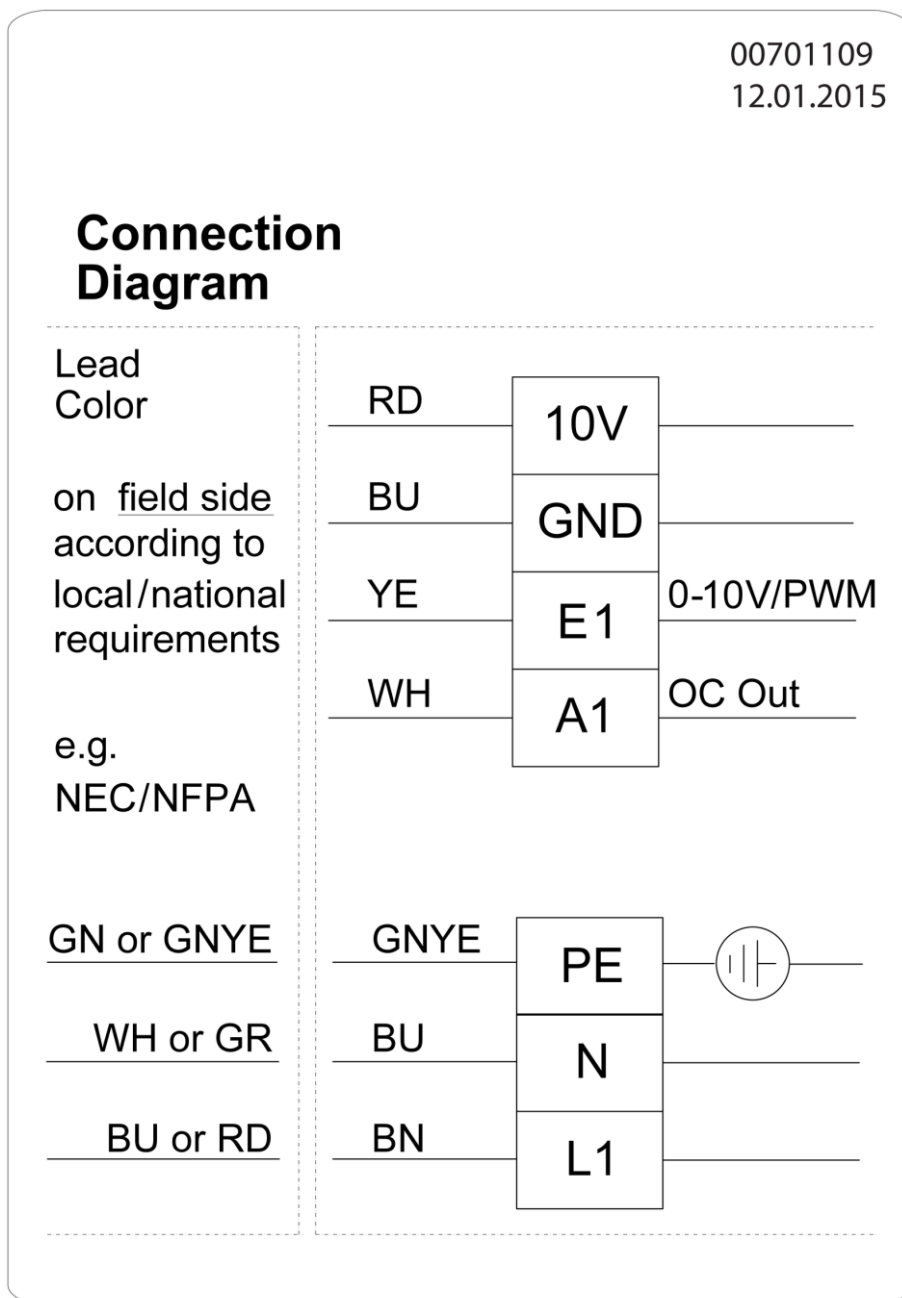 00701109
12.01.2015
Connection
Diagram
Lead
Color
on field side
according to
local/national
requirements
e.g.
NEC/NFPA
GN or GNYE
WH or GR
BU or RD
RD
10V
BU
GND
YE
E1
0-10V/PWM
WH
A1
OC Out
GNYE
PE
BU
N
BN
L1